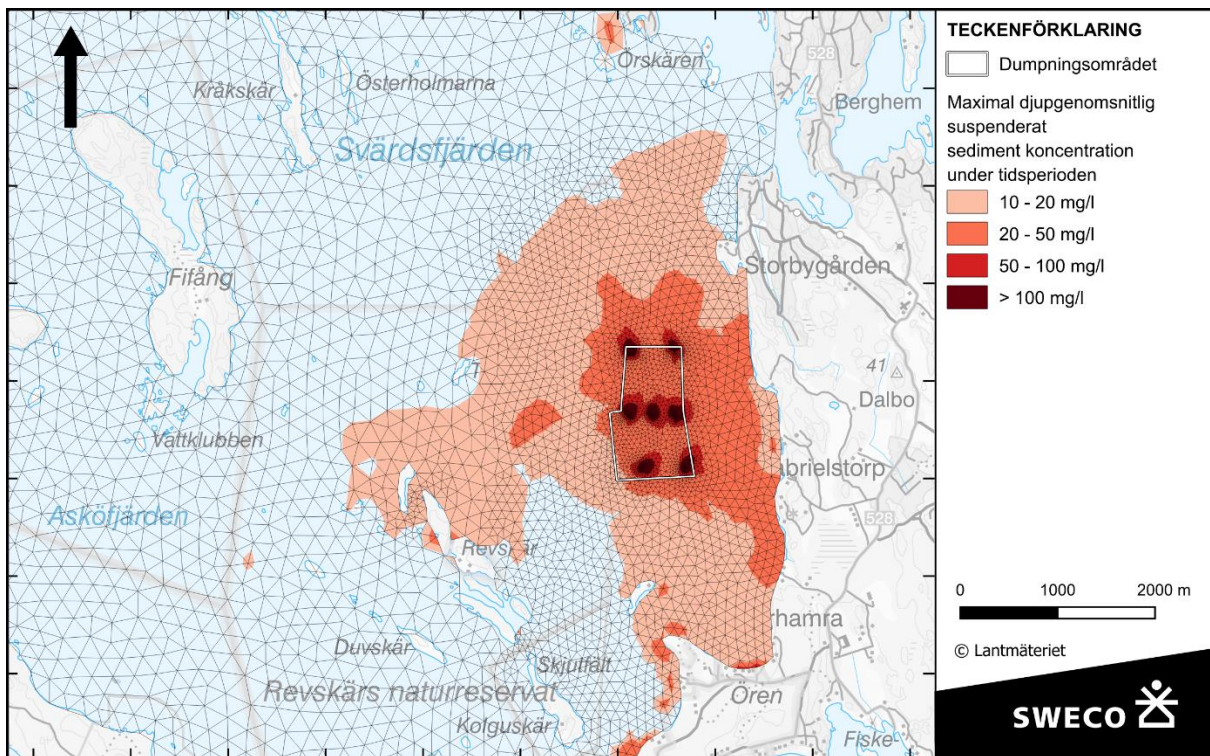 Orskären
528
Kråkskär
Österholmarna
Berghem
Svärdsfjärden
Storbygården
Fifång
41
Dalbo
Vattklubben
abrielstorp
Asköfjärden
528
Revskär
rhamra
Duvskär
Skjutfält
Revskärs naturreservat
Ören
Kolguskär
Fiske-
TECKENFÖRKLARING
Dumpningsområdet
Maximal djupgenomsnitlig
suspenderat
sediment koncentration
under tidsperioden
10 - 20 mg/l
20 - 50 mg/l
50 - 100 mg/l
> 100 mg/l
0 1000 2000 m
© Lantmäteriet
SWECO